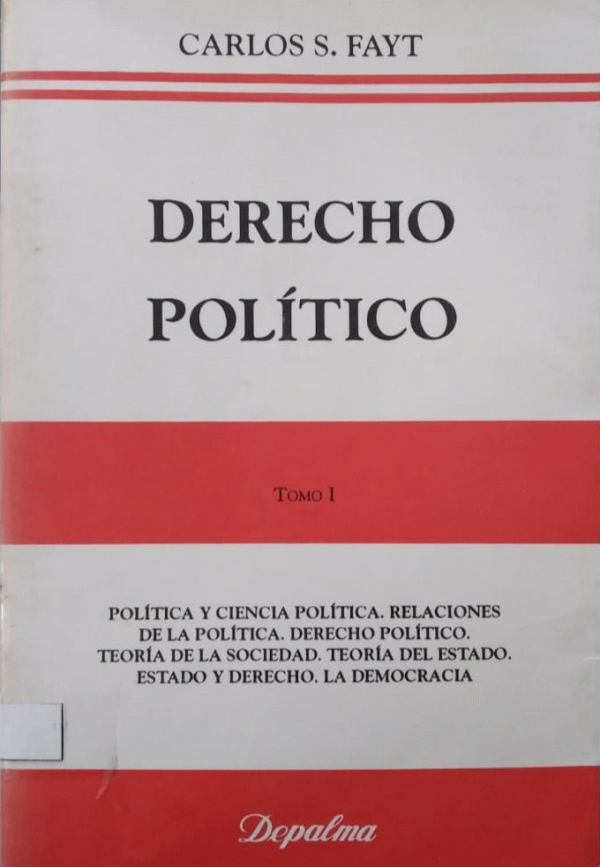 CARLOS S. FAYT
DERECHO
POLÍTICO
TOMO I
POLÍTICA Y CIENCIA POLÍTICA. RELACIONES
DE LA POLÍTICA. DERECHO POLÍTICO.
TEORÍA DE LA SOCIEDAD. TEORÍA DEL ESTADO.
ESTADO Y DERECHO. LA DEMOCRACIA
Depalma